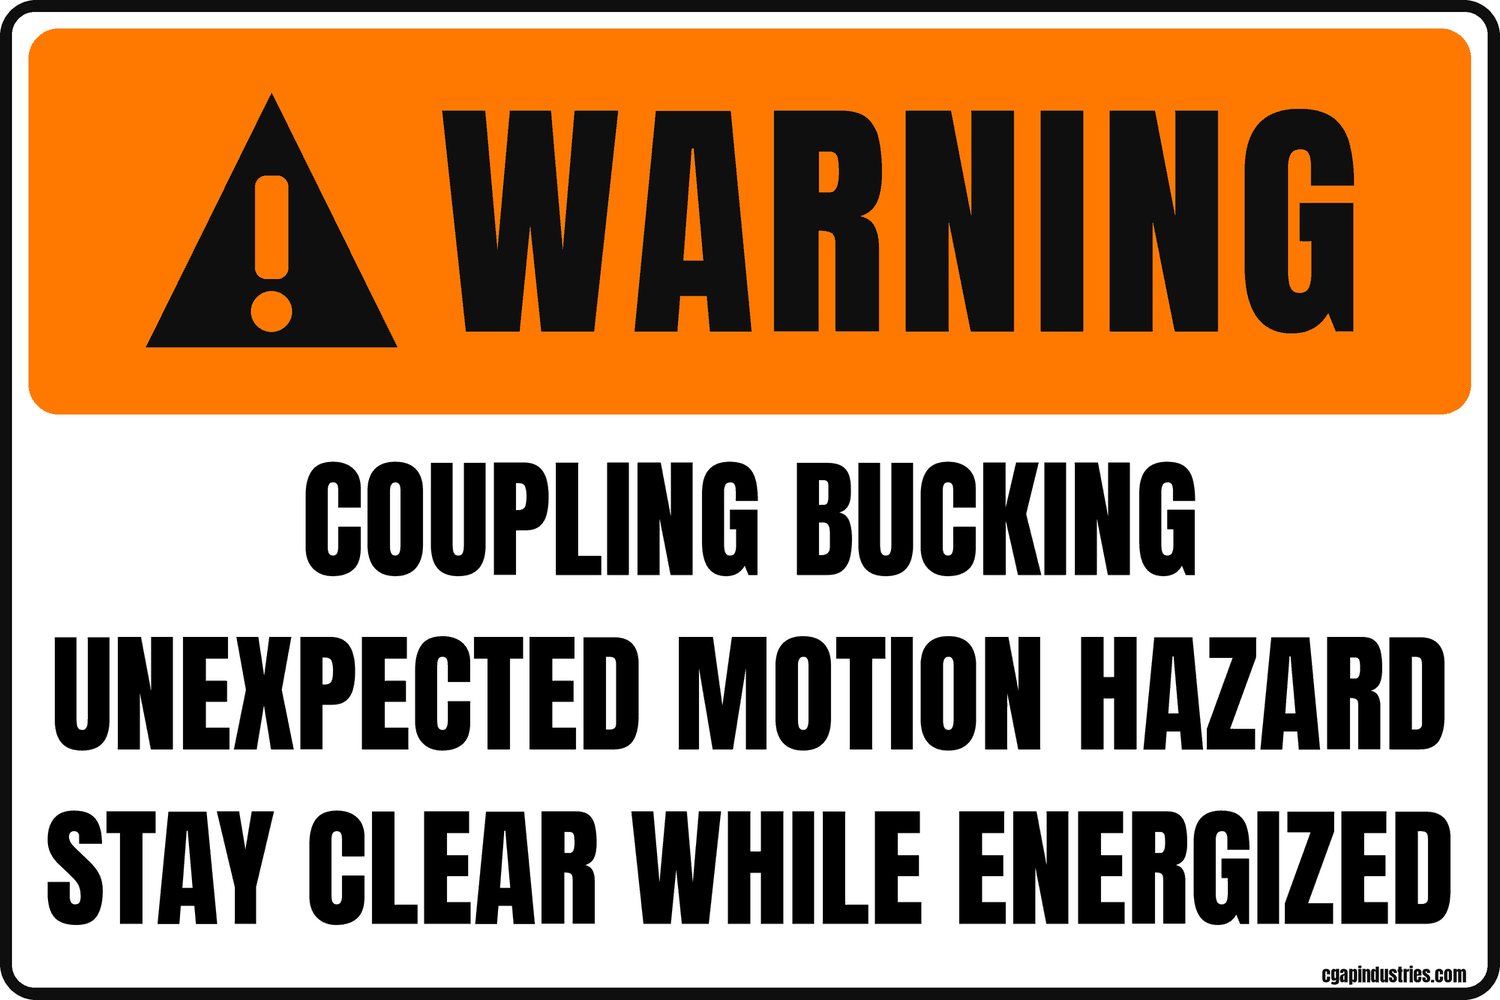 WARNING
COUPLING BUCKING
UNEXPECTED MOTION HAZARD
STAY CLEAR WHILE ENERGIZED
cgapindustries.com